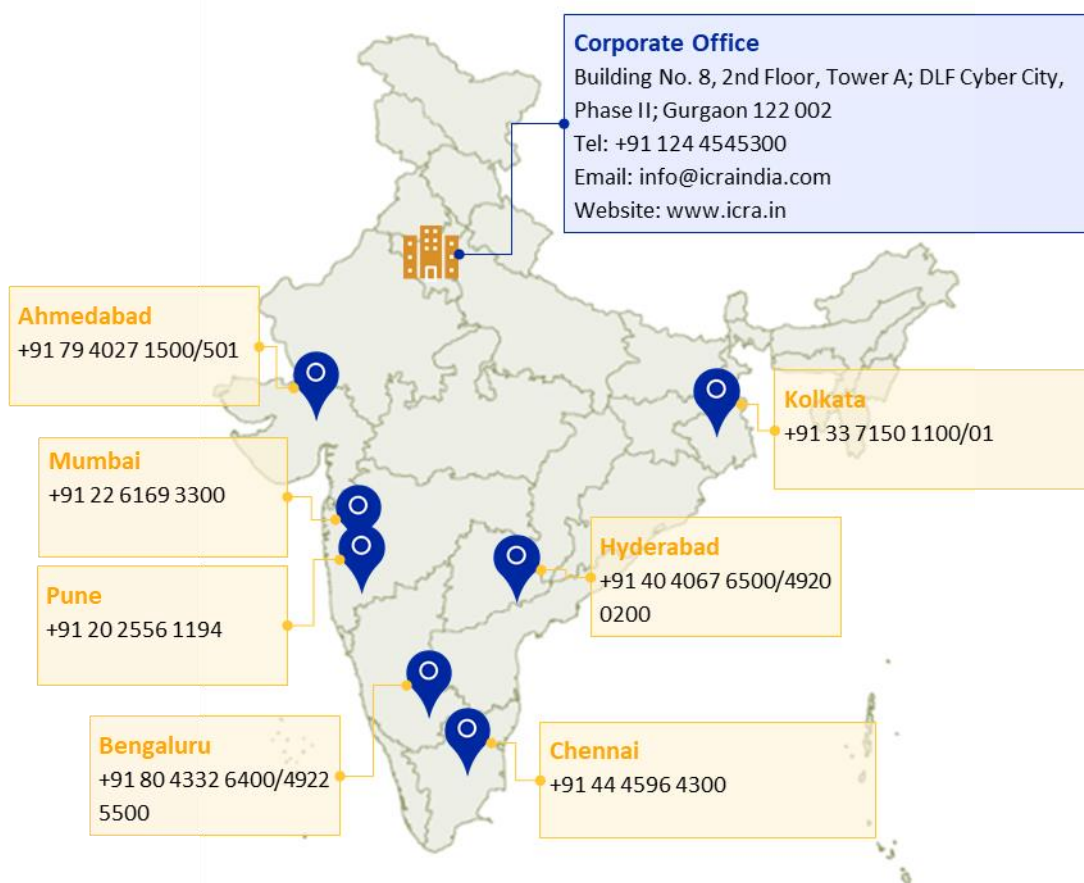 Corporate Office
Building No. 8, 2nd Floor, Tower A; DLF Cyber City,
Phase II; Gurgaon 122 002
Tel: +91 124 4545300
Email: info@icraindia.com
Website: www.icra.in
Ahmedabad
+91 79 4027 1500/501
Kolkata
+91 33 7150 1100/01
Mumbai
+91 22 6169 3300
Hyderabad
+91 40 4067 6500/4920
0200
Pune
+91 20 2556 1194
Bengaluru
+91 80 4332 6400/4922
5500
Chennai
+91 44 4596 4300